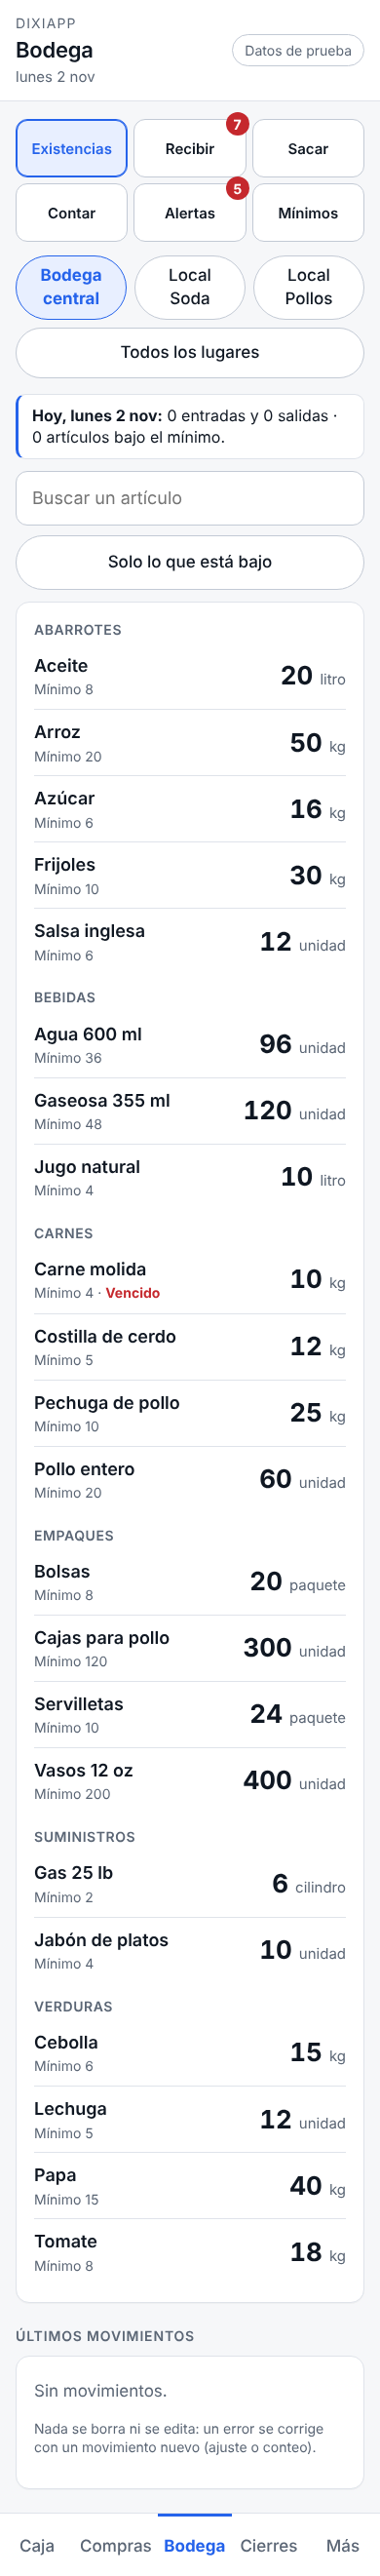 DIXIAPP
Bodega
Datos de prueba
lunes 2 nov
Existencias
Recibir
7
Sacar
Contar
Alertas
5
Mínimos
Bodega
central
Local
Soda
Local
Pollos
Todos los lugares
Hoy, lunes 2 nov: 0 entradas y 0 salidas ·
0 artículos bajo el mínimo.
Buscar un artículo
Solo lo que está bajo
ABARROTES
Aceite
Mínimo 8
20 litro
Arroz
Mínimo 20
50 kg
Azúcar
Mínimo 6
16 kg
Frijoles
Mínimo 10
30 kg
Salsa inglesa
Mínimo 6
12 unidad
BEBIDAS
Agua 600 ml
Mínimo 36
96 unidad
Gaseosa 355 ml
Mínimo 48
120 unidad
Jugo natural
Mínimo 4
10 litro
CARNES
Carne molida
Mínimo 4 · Vencido
10 kg
Costilla de cerdo
Mínimo 5
12 kg
Pechuga de pollo
Mínimo 10
25 kg
Pollo entero
Mínimo 20
60 unidad
EMPAQUES
Bolsas
Mínimo 8
20 paquete
Cajas para pollo
Mínimo 120
300 unidad
Servilletas
Mínimo 10
24 paquete
Vasos 12 oz
Mínimo 200
400 unidad
SUMINISTROS
Gas 25 lb
Mínimo 2
6 cilindro
Jabón de platos
Mínimo 4
10 unidad
VERDURAS
Cebolla
Mínimo 6
15 kg
Lechuga
Mínimo 5
12 unidad
Papa
Mínimo 15
40 kg
Tomate
Mínimo 8
18 kg
ÚLTIMOS MOVIMIENTOS
Sin movimientos.
Nada se borra ni se edita: un error se corrige
con un movimiento nuevo (ajuste o conteo).
Caja
Compras
Bodega
Cierres
Más